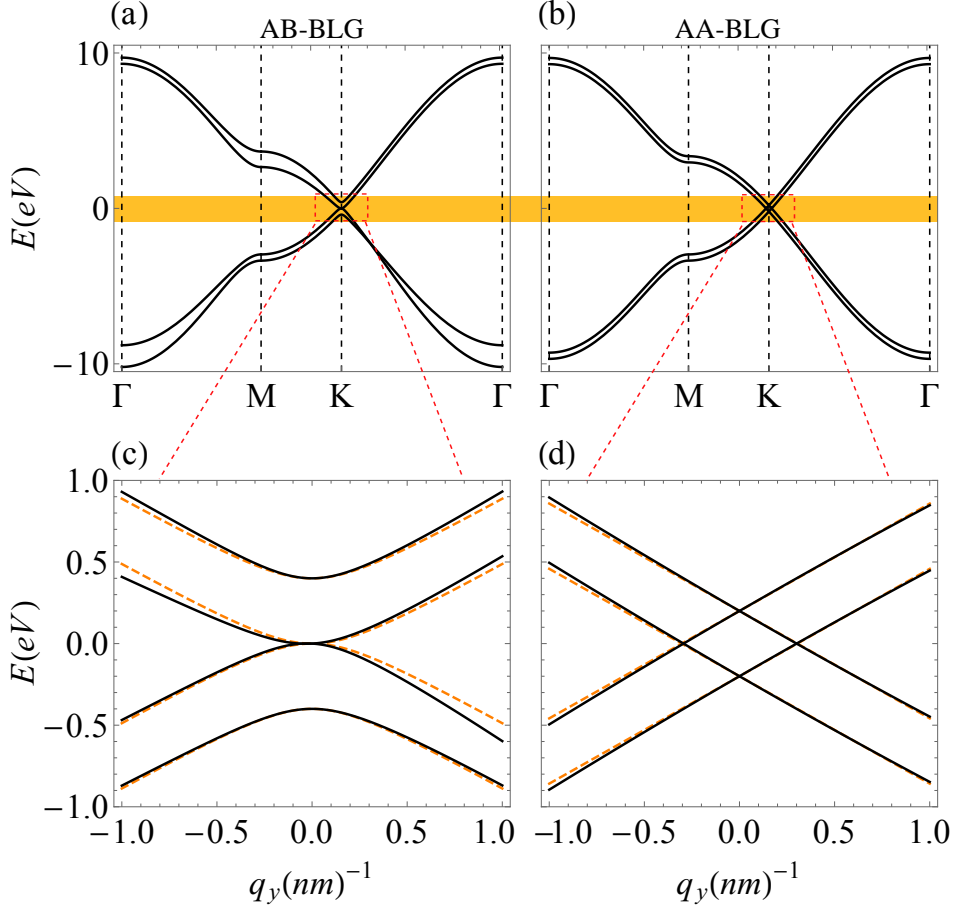 (a) AB-BLG (b) AA-BLG
10
E(eV)
0
−10
Γ M K Γ Γ M K Γ
(c) (d)
1.0
0.5
E(eV)
0.0
−0.5
−1.0
−1.0 −0.5 0.0 0.5 1.0 −1.0 −0.5 0.0 0.5 1.0
q_y(nm)^{-1} q_y(nm)^{-1}